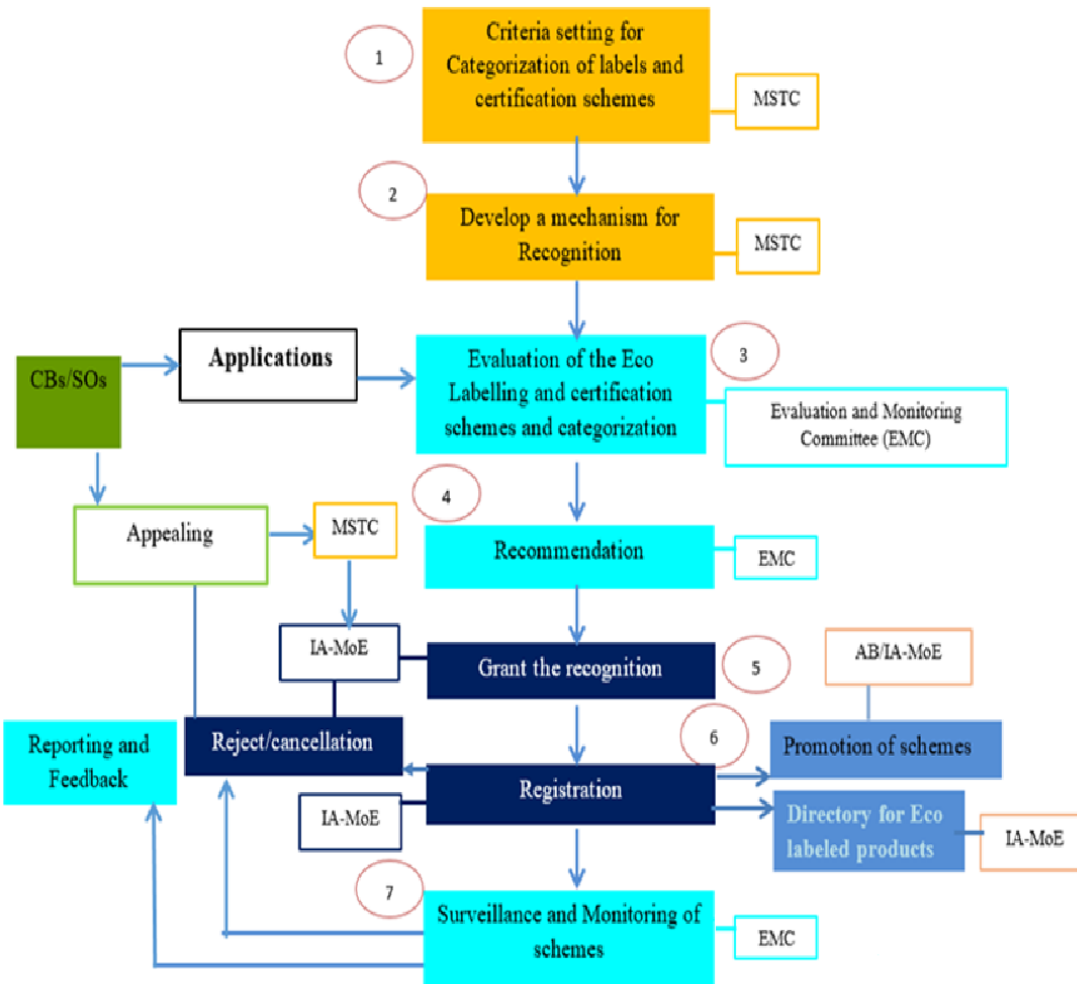 1
Criteria setting for
Categorization of labels and
certification schemes
MSTC
2
Develop a mechanism for
Recognition
MSTC
3
CBs/SOs
Applications
Evaluation of the Eco
Labelling and certification
schemes and categorization
Evaluation and Monitoring
Committee (EMC)
4
Appealing
MSTC
Recommendation
EMC
IA-MoE
Grant the recognition
5
AB/IA-MoE
Reporting and
Feedback
Reject/cancellation
6
Promotion of schemes
IA-MoE
Registration
Directory for Eco
labeled products
IA-MoE
7
Surveillance and Monitoring of
schemes
EMC